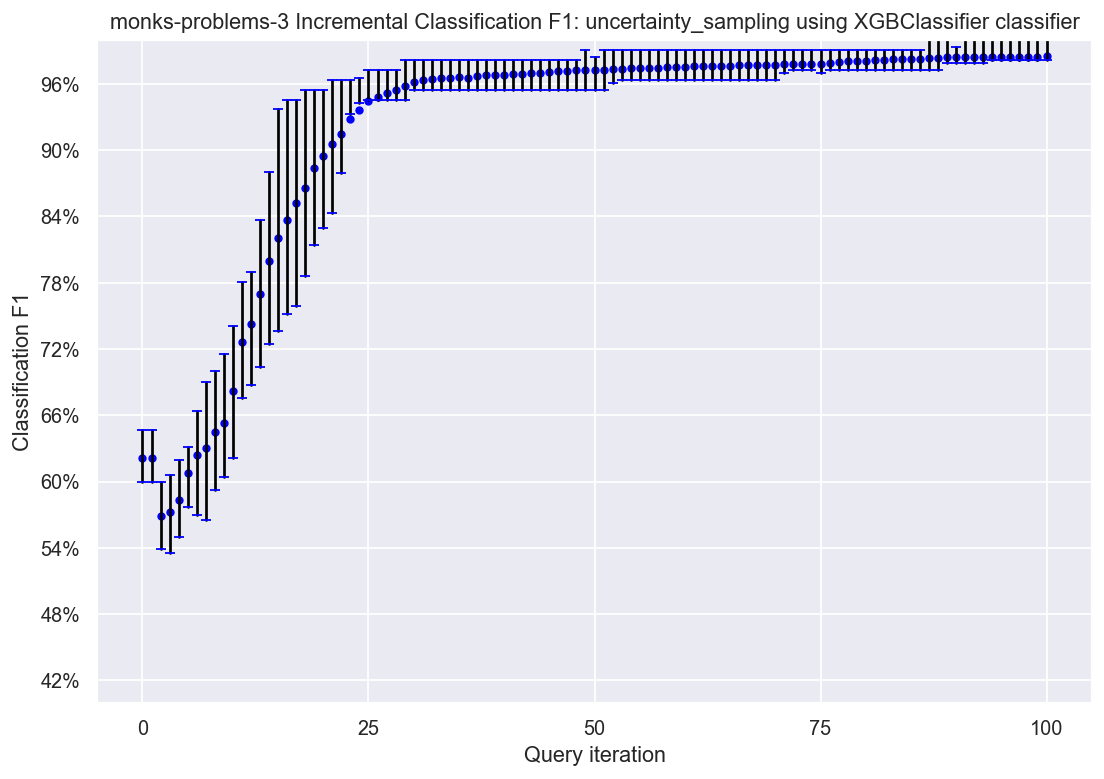 monks-problems-3 Incremental Classification F1: uncertainty_sampling using XGBClassifier classifier
96%
90%
84%
78%
72%
66%
60%
54%
48%
42%
Classification F1
0 25 50 75 100
Query iteration